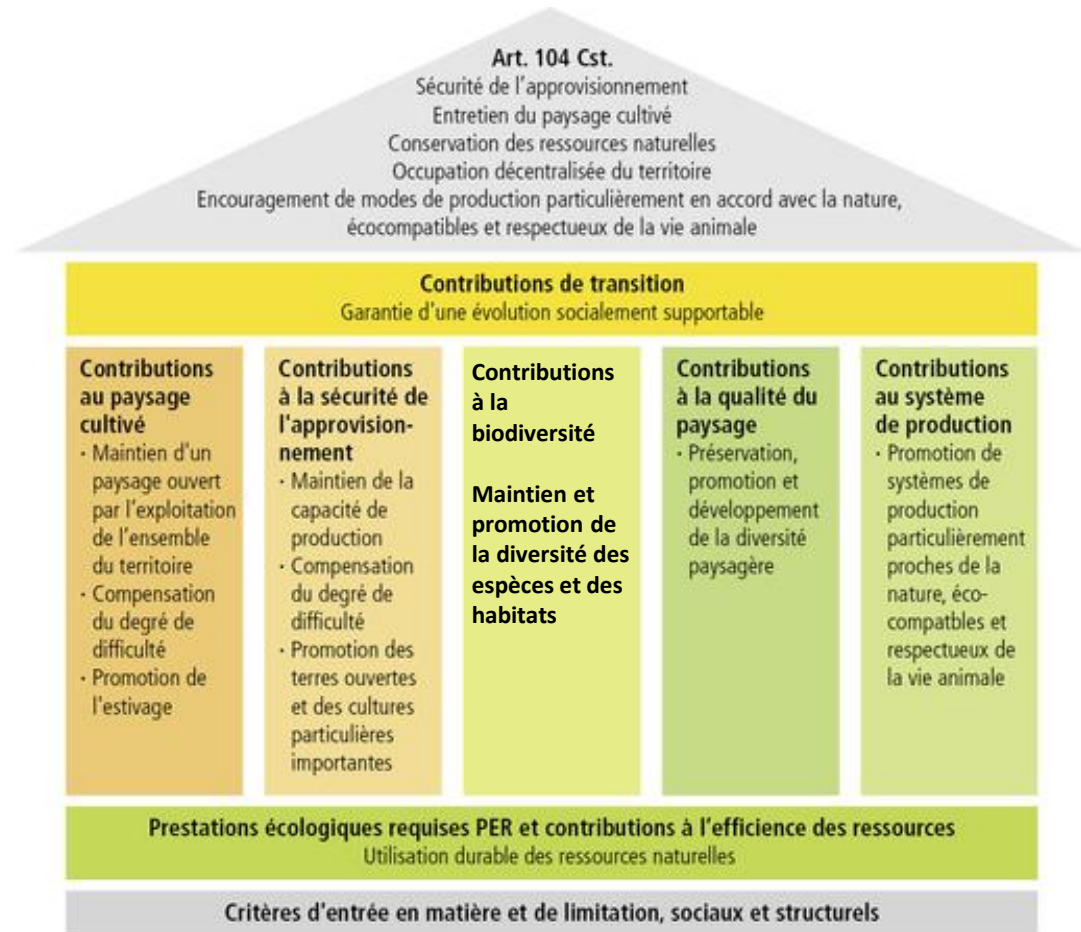 Art. 104 Cst.
Sécurité de l'approvisionnement
Entretien du paysage cultivé
Conservation des ressources naturelles
Occupation décentralisée du territoire
Encouragement de modes de production particulièrement en accord avec la nature,
écocompatibles et respectueux de la vie animale
Contributions de transition
Garantie d'une évolution socialement supportable
Contributions
au paysage
cultivé
· Maintien d'un
paysage ouvert
par l'exploitation
de l'ensemble
du territoire
· Compensation
du degré de
difficulté
· Promotion de
l'estivage
Contributions
à la sécurité de
l'approvision-
nement
· Maintien de la
capacité de
production
· Compensation
du degré de
difficulté
· Promotion des
terres ouvertes
et des cultures
particulières
importantes
Contributions
à la
biodiversité
Maintien et
promotion de
la diversité des
espèces et des
habitats
Contributions
à la qualité du
paysage
· Préservation,
promotion et
développement
de la diversité
paysagère
Contributions
au système
de production
· Promotion de
systèmes de
production
particulièrement
proches de la
nature, éco-
compatbles et
respectueux de
la vie animale
Prestations écologiques requises PER et contributions à l'efficience des ressources
Utilisation durable des ressources naturelles
Critères d'entrée en matière et de limitation, sociaux et structurels